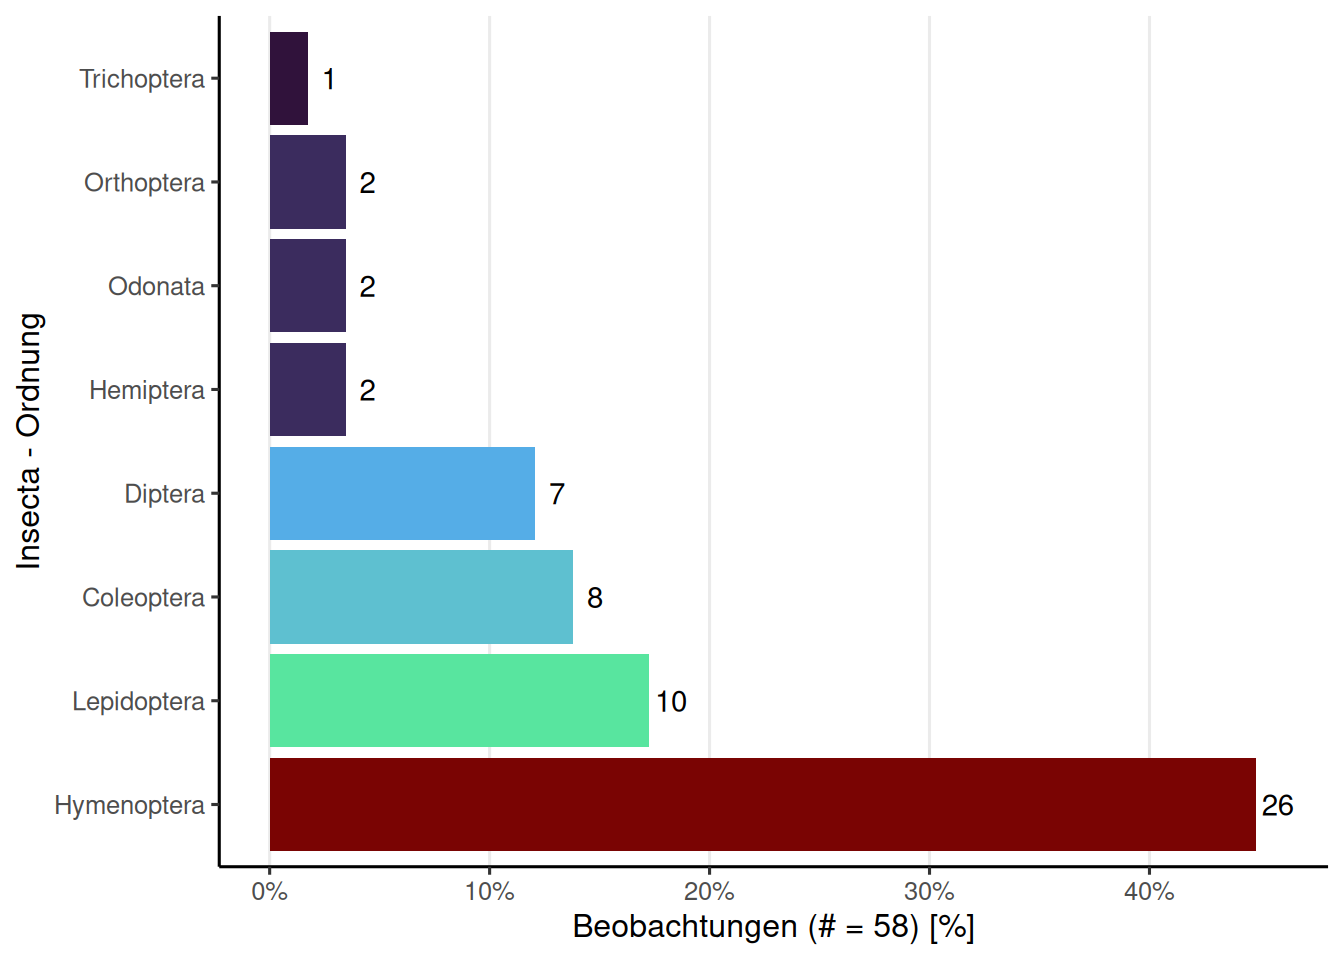 Insecta - Ordnung
Trichoptera 1
Orthoptera 2
Odonata 2
Hemiptera 2
Diptera 7
Coleoptera 8
Lepidoptera 10
Hymenoptera 26
0% 10% 20% 30% 40%
Beobachtungen (# = 58) [%]